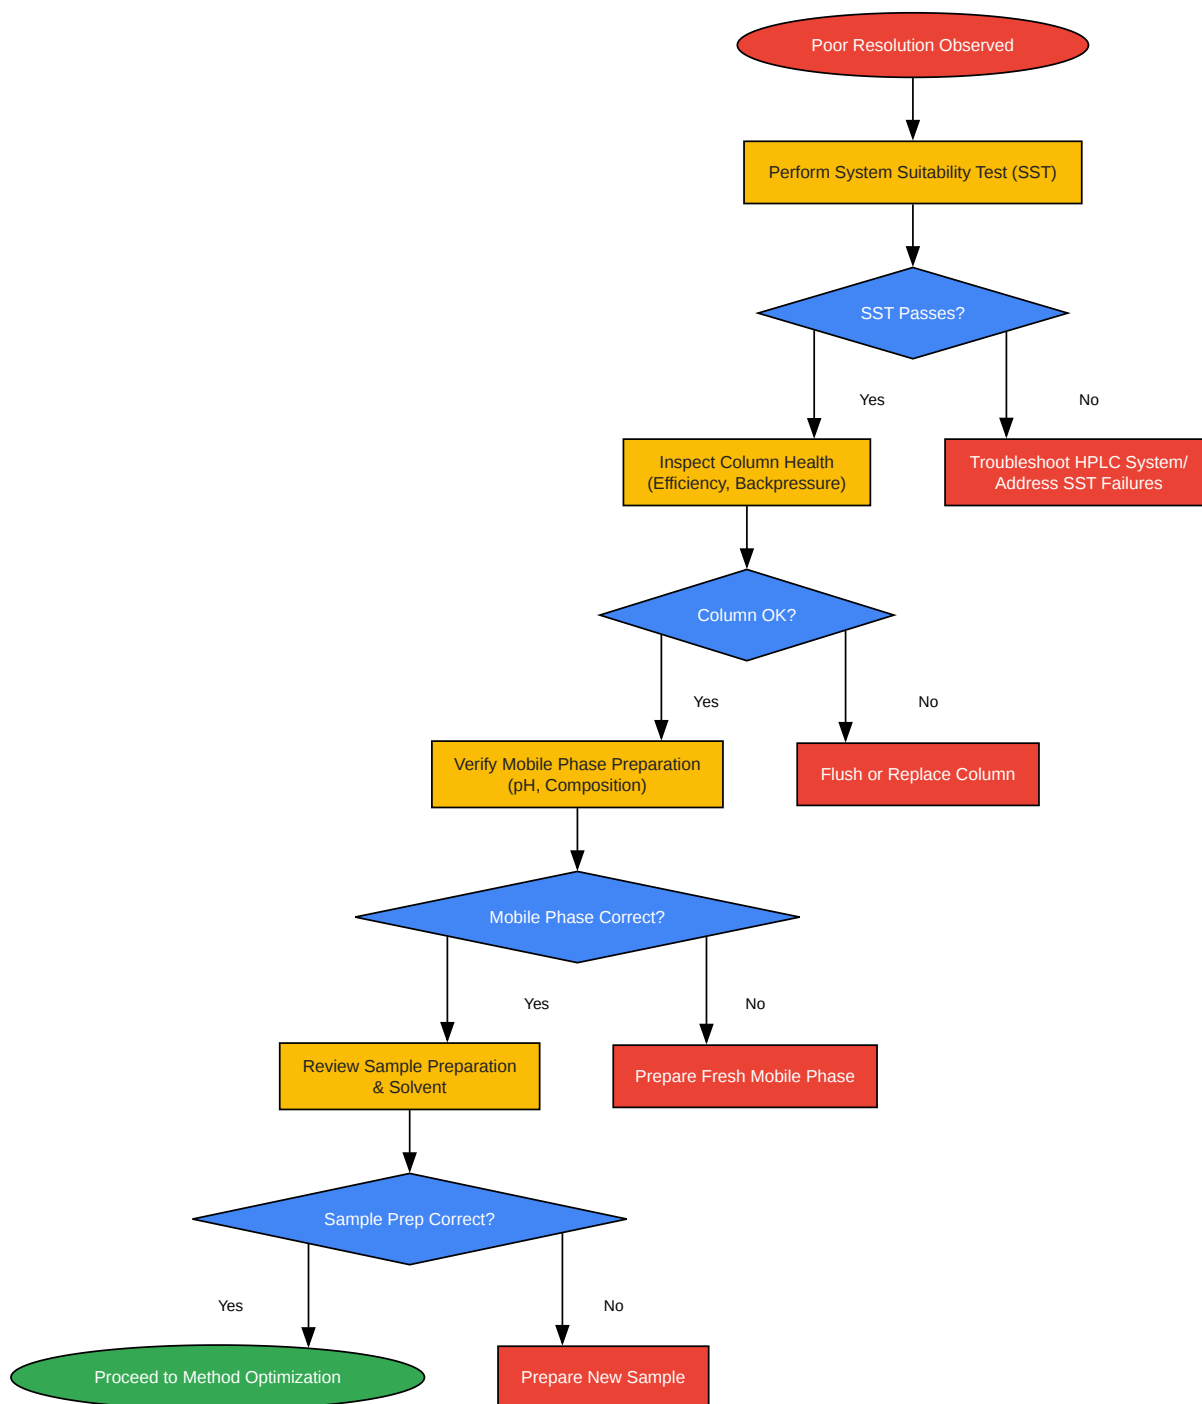 Poor Resolution Observed
Perform System Suitability Test (SST)
SST Passes?
Yes
No
Inspect Column Health
(Efficiency, Backpressure)
Troubleshoot HPLC System/
Address SST Failures
Column OK?
Yes
No
Verify Mobile Phase Preparation
(pH, Composition)
Flush or Replace Column
Mobile Phase Correct?
Yes
No
Review Sample Preparation
& Solvent
Prepare Fresh Mobile Phase
Sample Prep Correct?
Yes
No
Proceed to Method Optimization
Prepare New Sample